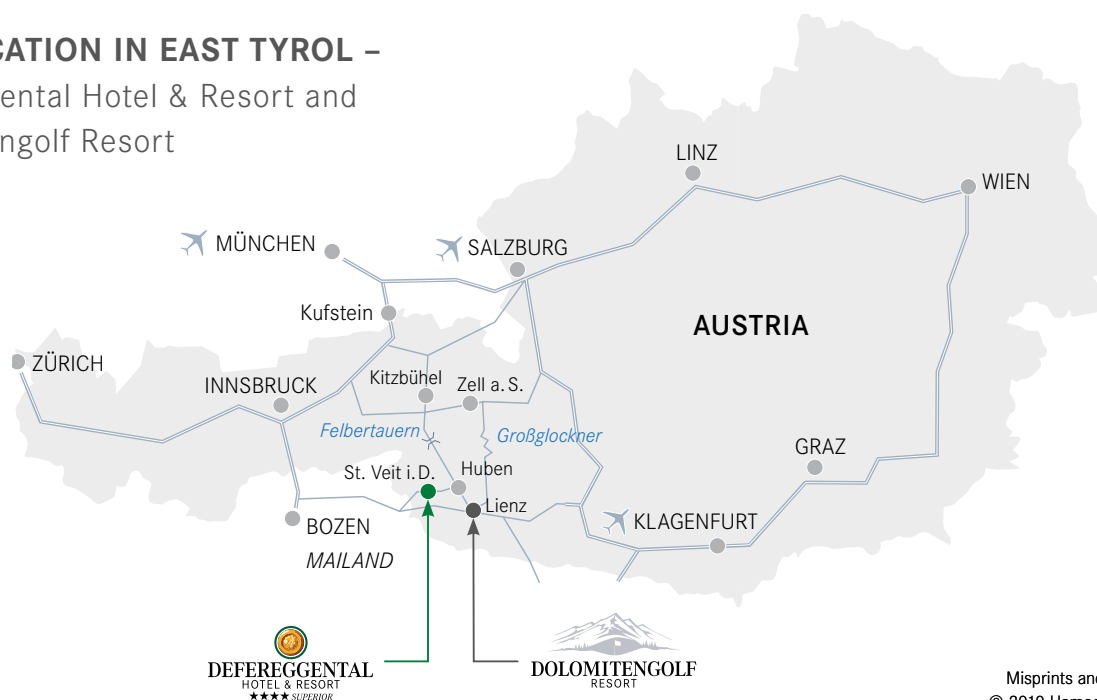 CATION IN EAST TYROL –
ental Hotel & Resort and
ngolf Resort
LINZ
WIEN
MÜNCHEN
SALZBURG
Kufstein
AUSTRIA
ZÜRICH
INNSBRUCK
Kitzbühel
Zell a. S.
Felbertauern
Großglockner
GRAZ
St. Veit i.D.
Huben
Lienz
KLAGENFURT
BOZEN
MAILAND
DEFEREGGENTAL
HOTEL & RESORT
★★★★ SUPERIOR
DOLOMITENGOLF
RESORT
Misprints and